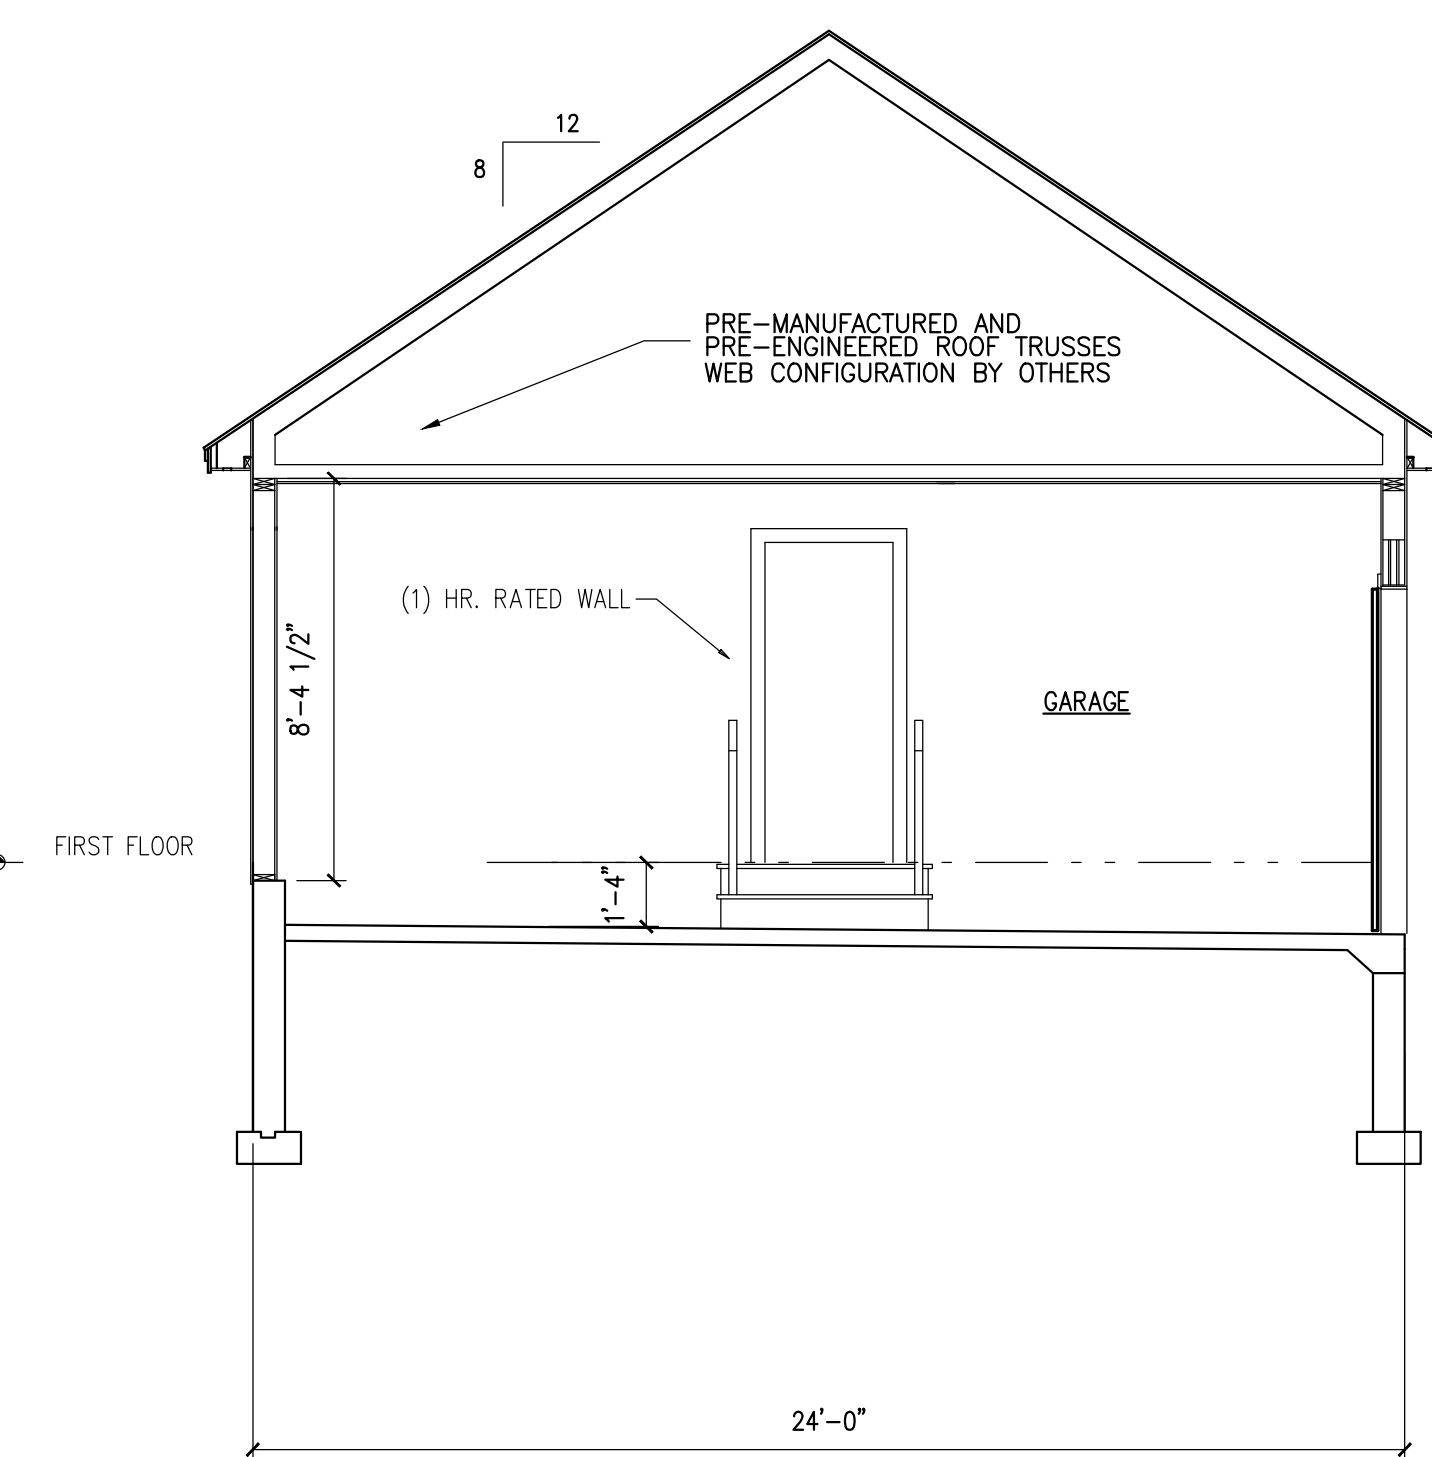 12
8
PRE-MANUFACTURED AND
PRE-ENGINEERED ROOF TRUSSES
WEB CONFIGURATION BY OTHERS
(1) HR. RATED WALL
8'-4 1/2"
GARAGE
FIRST FLOOR
1'-4"
24'-0"